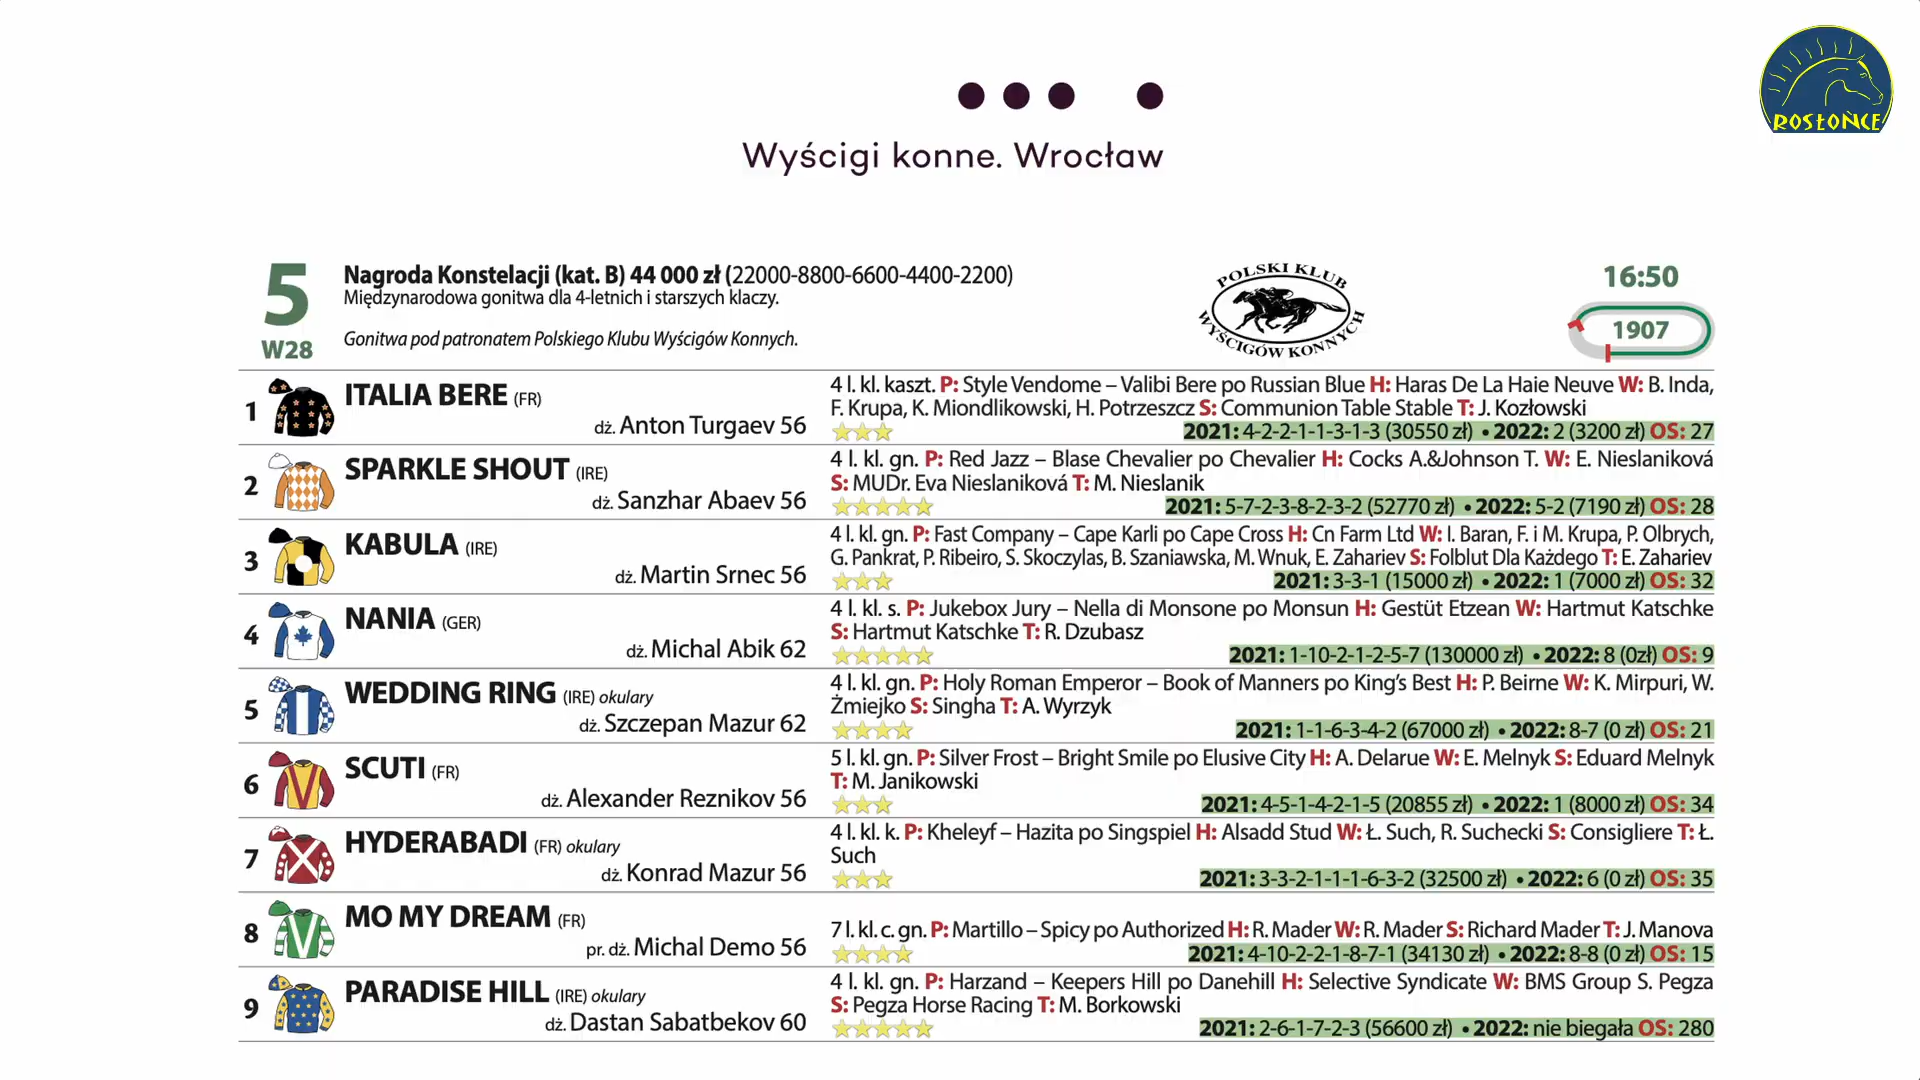 ROSŁOŃCE
Wyścigi konne. Wrocław
5
W28
Nagroda Konstelacji (kat. B) 44 000 zł (22000-8800-6600-4400-2200)
Międzynarodowa gonitwa dla 4-letnich i starszych klaczy.
Gonitwa pod patronatem Polskiego Klubu Wyścigów Konnych.
POLSKI KLUB
WYŚCIGÓW KONNYCH
16:50
1907
1
ITALIA BERE (FR)
dż. Anton Turgaev 56
4 l. kl. kaszt. P: Style Vendome – Valibi Bere po Russian Blue H: Haras De La Haie Neuve W: B. Inda,
F. Krupa, K. Miondlikowski, H. Potrzeszcz S: Communion Table Stable T: J. Kozłowski
2021: 4-2-2-1-1-3-1-3 (30550 zł) • 2022: 2 (3200 zł) OS: 27
2
SPARKLE SHOUT (IRE)
dż. Sanzhar Abaev 56
4 l. kl. gn. P: Red Jazz – Blase Chevalier po Chevalier H: Cocks A.&Johnson T. W: E. Nieslaniková
S: MUDr. Eva Nieslaniková T: M. Nieslanik
2021: 5-7-2-3-8-2-3-2 (52770 zł) • 2022: 5-2 (7190 zł) OS: 28
3
KABULA (IRE)
dż. Martin Srnec 56
4 l. kl. gn. P: Fast Company – Cape Karli po Cape Cross H: Cn Farm Ltd W: I. Baran, F. i M. Krupa, P. Olbrych,
G. Pankrat, P. Ribeiro, S. Skoczylas, B. Szaniawska, M. Wnuk, E. Zahariev S: Folblut Dla Każdego T: E. Zahariev
2021: 3-3-1 (15000 zł) • 2022: 1 (7000 zł) OS: 32
4
NANIA (GER)
dż. Michal Abik 62
4 l. kl. s. P: Jukebox Jury – Nella di Monsone po Monsun H: Gestüt Etzean W: Hartmut Katschke
S: Hartmut Katschke T: R. Dzubasz
2021: 1-10-2-1-2-5-7 (130000 zł) • 2022: 8 (0zł) OS: 9
5
WEDDING RING (IRE) okulary
dż. Szczepan Mazur 62
4 l. kl. gn. P: Holy Roman Emperor – Book of Manners po King's Best H: P. Beirne W: K. Mirpuri, W.
Żmiejko S: Singha T: A. Wyrzyk
2021: 1-1-6-3-4-2 (67000 zł) • 2022: 8-7 (0 zł) OS: 21
6
SCUTI (FR)
dż. Alexander Reznikov 56
5 l. kl. gn. P: Silver Frost – Bright Smile po Elusive City H: A. Delarue W: E. Melnyk S: Eduard Melnyk
T: M. Janikowski
2021: 4-5-1-4-2-1-5 (20855 zł) • 2022: 1 (8000 zł) OS: 34
7
HYDERABADI (FR) okulary
dż. Konrad Mazur 56
4 l. kl. k. P: Kheleyf – Hazita po Singspiel H: Alsadd Stud W: Ł. Such, R. Suchecki S: Consigliere T: Ł.
Such
2021: 3-3-2-1-1-1-6-3-2 (32500 zł) • 2022: 6 (0 zł) OS: 35
8
MO MY DREAM (FR)
pr. dż. Michal Demo 56
7 l. kl. c. gn. P: Martillo – Spicy po Authorized H: R. Mader W: R. Mader S: Richard Mader T: J. Manova
2021: 4-10-2-2-1-8-7-1 (34130 zł) • 2022: 8-8 (0 zł) OS: 15
9
PARADISE HILL (IRE) okulary
dż. Dastan Sabatbekov 60
4 l. kl. gn. P: Harzand – Keepers Hill po Danehill H: Selective Syndicate W: BMS Group S. Pegza
S: Pegza Horse Racing T: M. Borkowski
2021: 2-6-1-7-2-3 (56600 zł) • 2022: nie biegała OS: 280